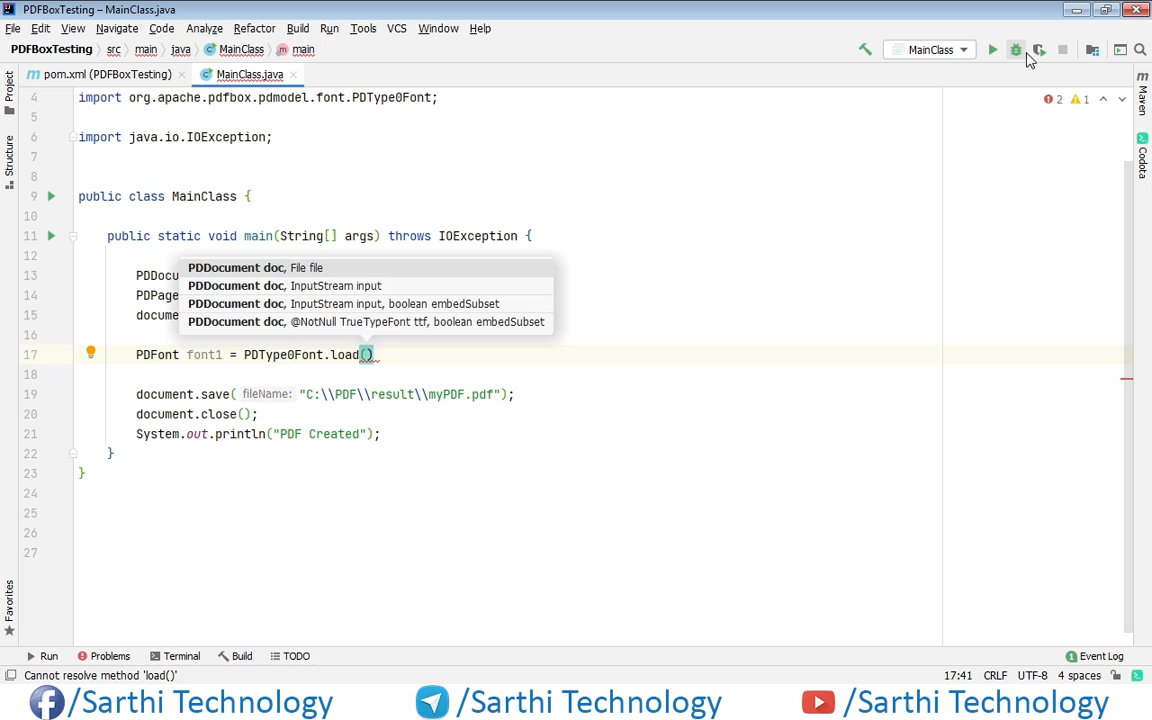 PDFBoxTesting – MainClass.java
File Edit View Navigate Code Analyze Refactor Build Run Tools VCS Window Help
PDFBoxTesting src main java MainClass main MainClass
pom.xml (PDFBoxTesting) MainClass.java
2 1
Project
Structure
Favorites
Maven
Codota
4 import org.apache.pdfbox.pdmodel.font.PDType0Font;
5
6 import java.io.IOException;
7
8
9 public class MainClass {
10
11 public static void main(String[] args) throws IOException {
12
PDDocument doc, File file
13 PDDocu
PDDocument doc, InputStream input
14 PDPage
PDDocument doc, InputStream input, boolean embedSubset
15 docume
PDDocument doc, @NotNull TrueTypeFont ttf, boolean embedSubset
16
17 PDFont font1 = PDType0Font.load()
18
19 document.save( fileName: "C:\\PDF\\result\\myPDF.pdf");
20 document.close();
21 System.out.println("PDF Created");
22 }
23 }
24
25
26
27
Run Problems Terminal Build TODO 1 Event Log
Cannot resolve method 'load()' 17:41 CRLF UTF-8 4 spaces
/Sarthi Technology /Sarthi Technology /Sarthi Technology